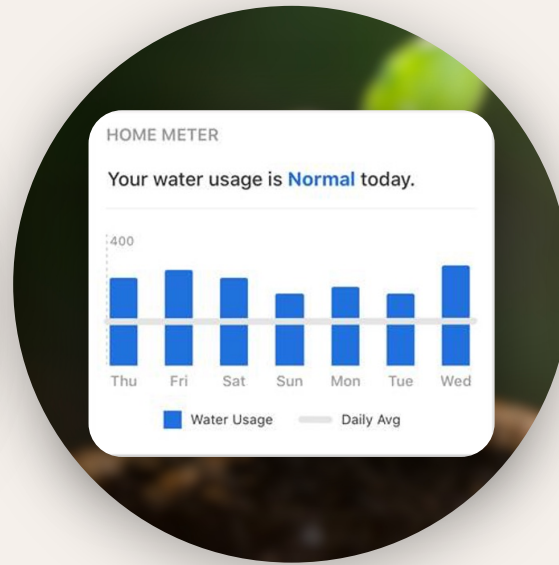 HOME METER
Your water usage is Normal today.
400
Thu Fri Sat Sun Mon Tue Wed
Water Usage Daily Avg